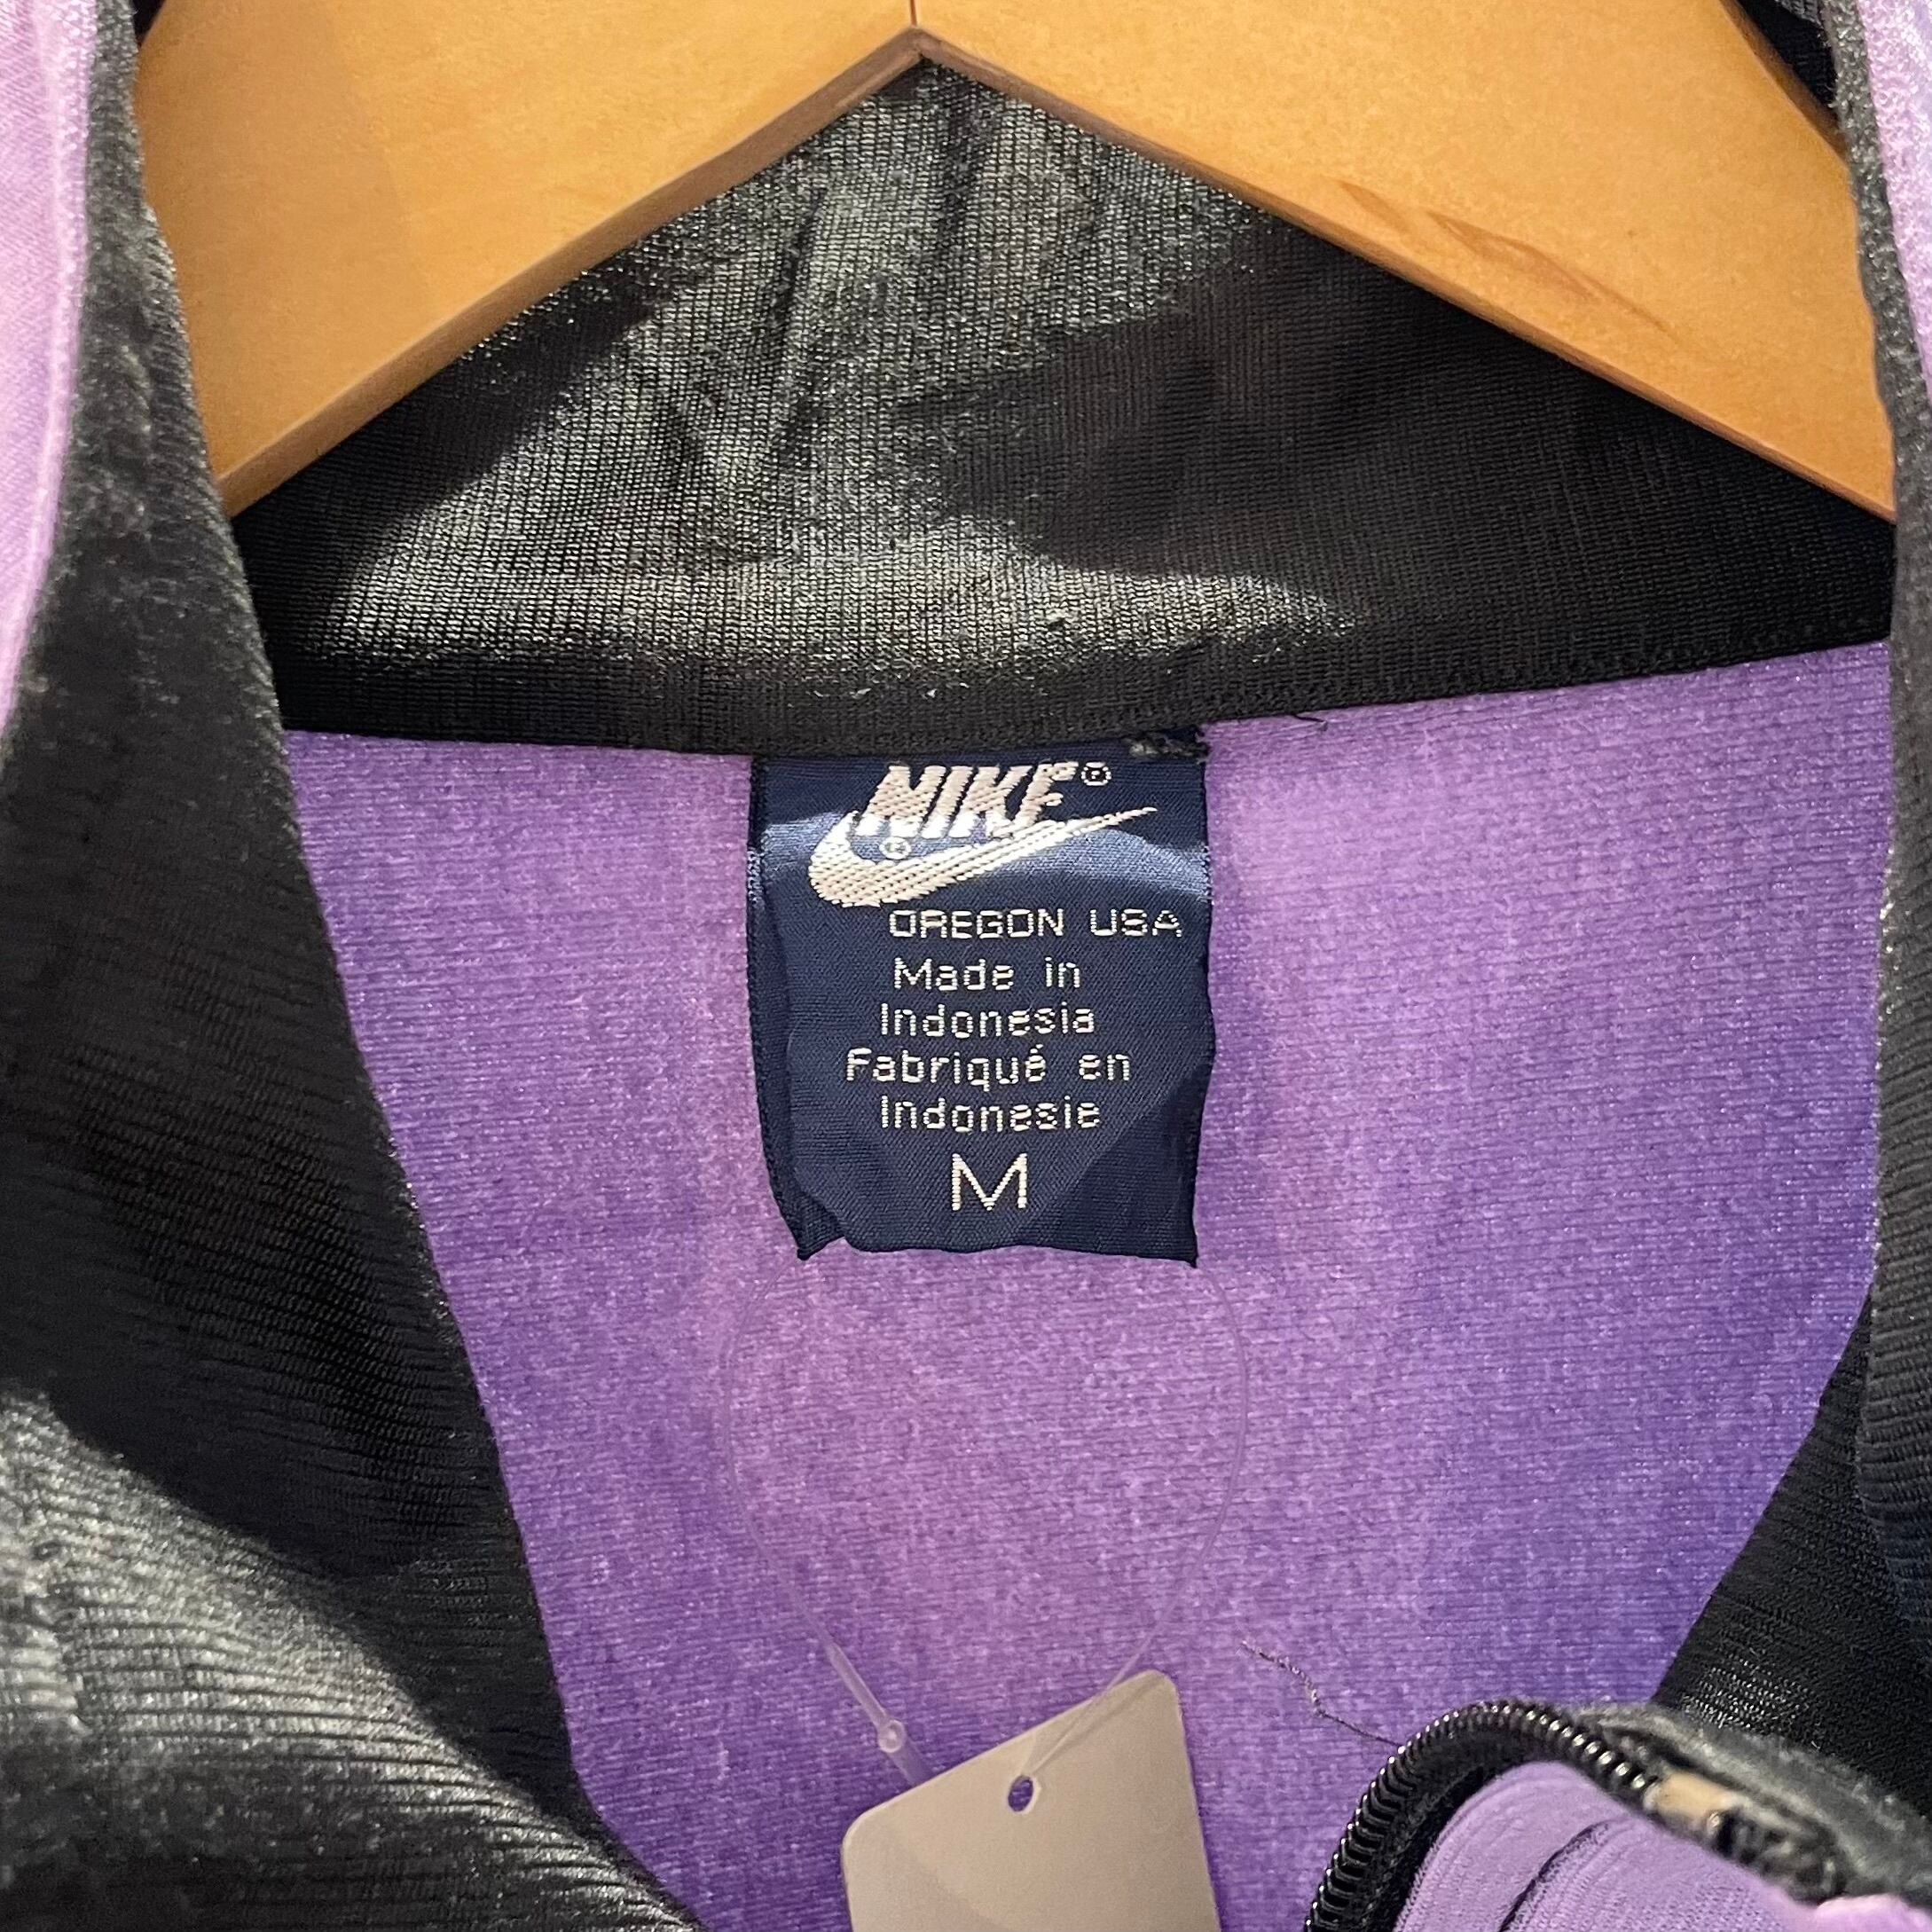 NIKE®
®
OREGON USA
Made in
Indonesia
Fabriqué en
Indonesie
M